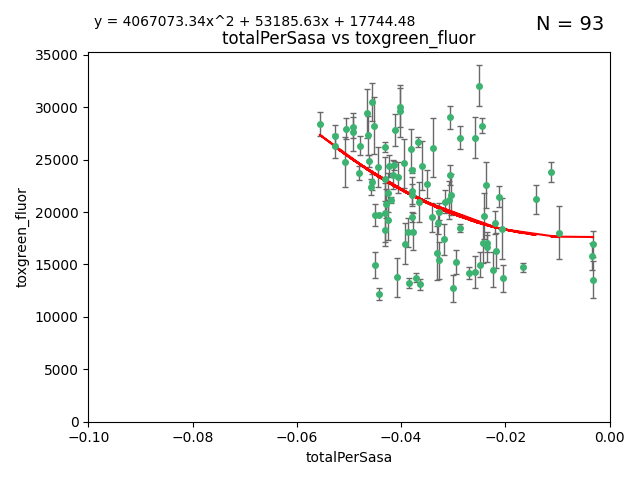 y = 4067073.34x^2 + 53185.63x + 17744.48
N = 93
totalPerSasa vs toxgreen_fluor
toxgreen_fluor
35000
30000
25000
20000
15000
10000
5000
0
−0.10
−0.08
−0.06
−0.04
−0.02
0.00
totalPerSasa